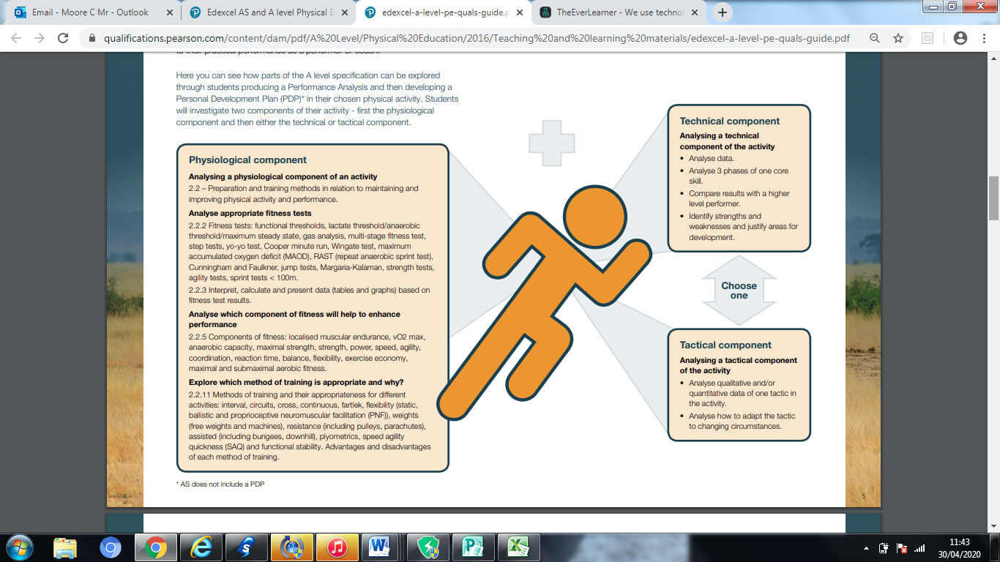 Email - Moore C Mr - Outlook
Edexcel AS and A level Physical E
edexcel-a-level-pe-quals-guide.p
TheEverLearner - We use technol
qualifications.pearson.com/content/dam/pdf/A%20Level/Physical%20Education/2016/Teaching%20and%20learning%20materials/edexcel-a-level-pe-quals-guide.pdf
to their practical performance as a performer or coach.
Here you can see how parts of the A level specification can be explored
through students producing a Performance Analysis and then developing a
Personal Development Plan (PDP)* in their chosen physical activity. Students
will investigate two components of their activity - first the physiological
component and then either the technical or tactical component.
Physiological component
Analysing a physiological component of an activity
2.2 – Preparation and training methods in relation to maintaining and
improving physical activity and performance.
Analyse appropriate fitness tests
2.2.2 Fitness tests: functional thresholds, lactate threshold/anaerobic
threshold/maximum steady state, gas analysis, multi-stage fitness test,
step tests, yo-yo test, Cooper minute run, Wingate test, maximum
accumulated oxygen deficit (MAOD), RAST (repeat anaerobic sprint test),
Cunningham and Faulkner, jump tests, Margaria-Kalaman, strength tests,
agility tests, sprint tests < 100m.
2.2.3 Interpret, calculate and present data (tables and graphs) based on
fitness test results.
Analyse which component of fitness will help to enhance
performance
2.2.5 Components of fitness: localised muscular endurance, vO2 max,
anaerobic capacity, maximal strength, strength, power, speed, agility,
coordination, reaction time, balance, flexibility, exercise economy,
maximal and submaximal aerobic fitness.
Explore which method of training is appropriate and why?
2.2.11 Methods of training and their appropriateness for different
activities: interval, circuits, cross, continuous, fartlek, flexibility (static,
ballistic and proprioceptive neuromuscular facilitation (PNF)), weights
(free weights and machines), resistance (including pulleys, parachutes),
assisted (including bungees, downhill), plyometrics, speed agility
quickness (SAQ) and functional stability. Advantages and disadvantages
of each method of training.
* AS does not include a PDP
4
Technical component
Analysing a technical
component of the activity
• Analyse data.
• Analyse 3 phases of one core
skill.
• Compare results with a higher
level performer.
• Identify strengths and
weaknesses and justify areas for
development.
Choose
one
Tactical component
Analysing a tactical component
of the activity
• Analyse qualitative and/or
quantitative data of one tactic in
the activity.
• Analyse how to adapt the tactic
to changing circumstances.
5
11:43
30/04/2020